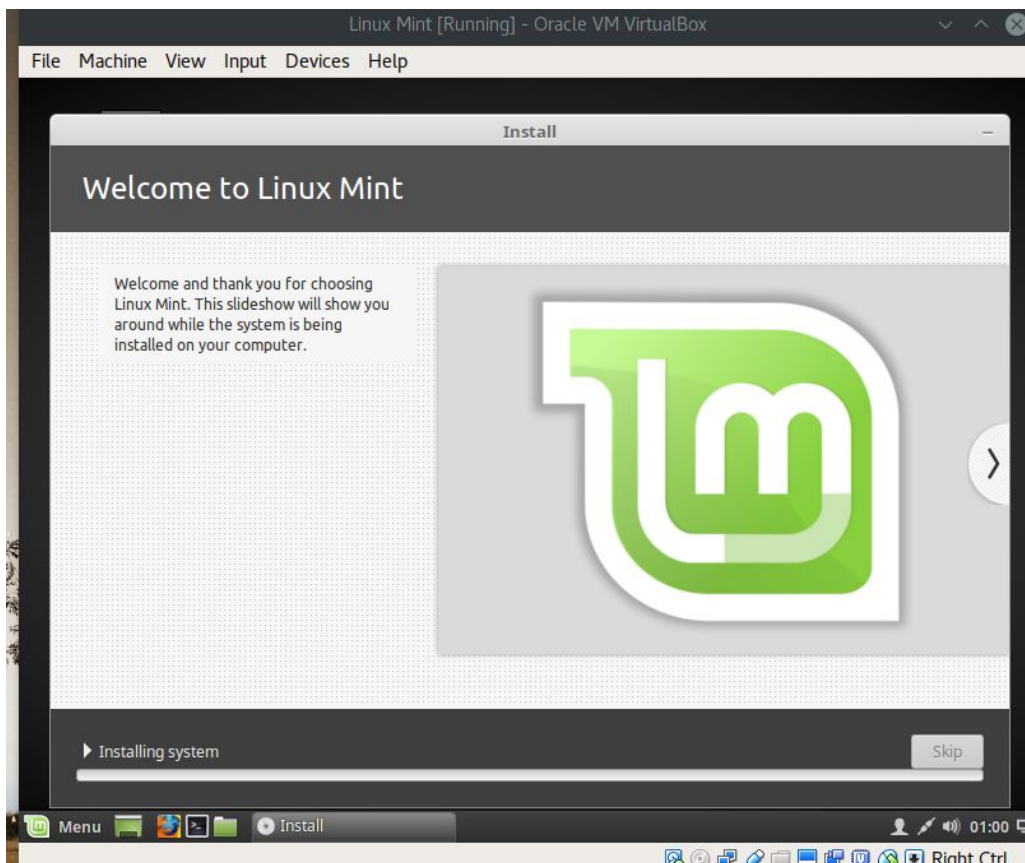 Linux Mint [Running] - Oracle VM VirtualBox
File Machine View Input Devices Help
Install
Welcome to Linux Mint
Welcome and thank you for choosing
Linux Mint. This slideshow will show you
around while the system is being
installed on your computer.
lm
Installing system
Skip
Menu
Install
01:00
Right Ctrl